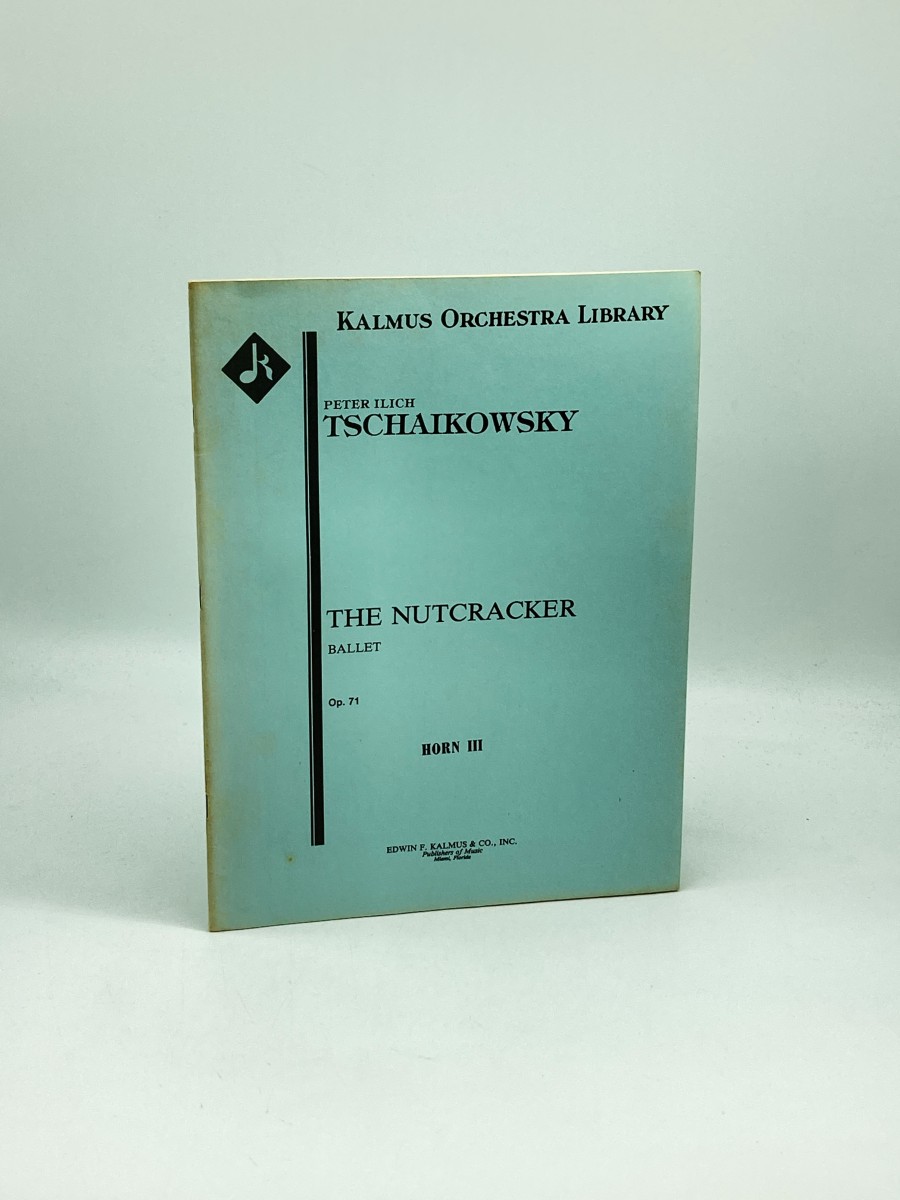 KALMUS ORCHESTRA LIBRARY
PETER ILICH
TSCHAIKOWSKY
THE NUTCRACKER
BALLET
Op. 71
HORN III
EDWIN F. KALMUS & CO., INC.
Publishers of Music
Miami, Florida